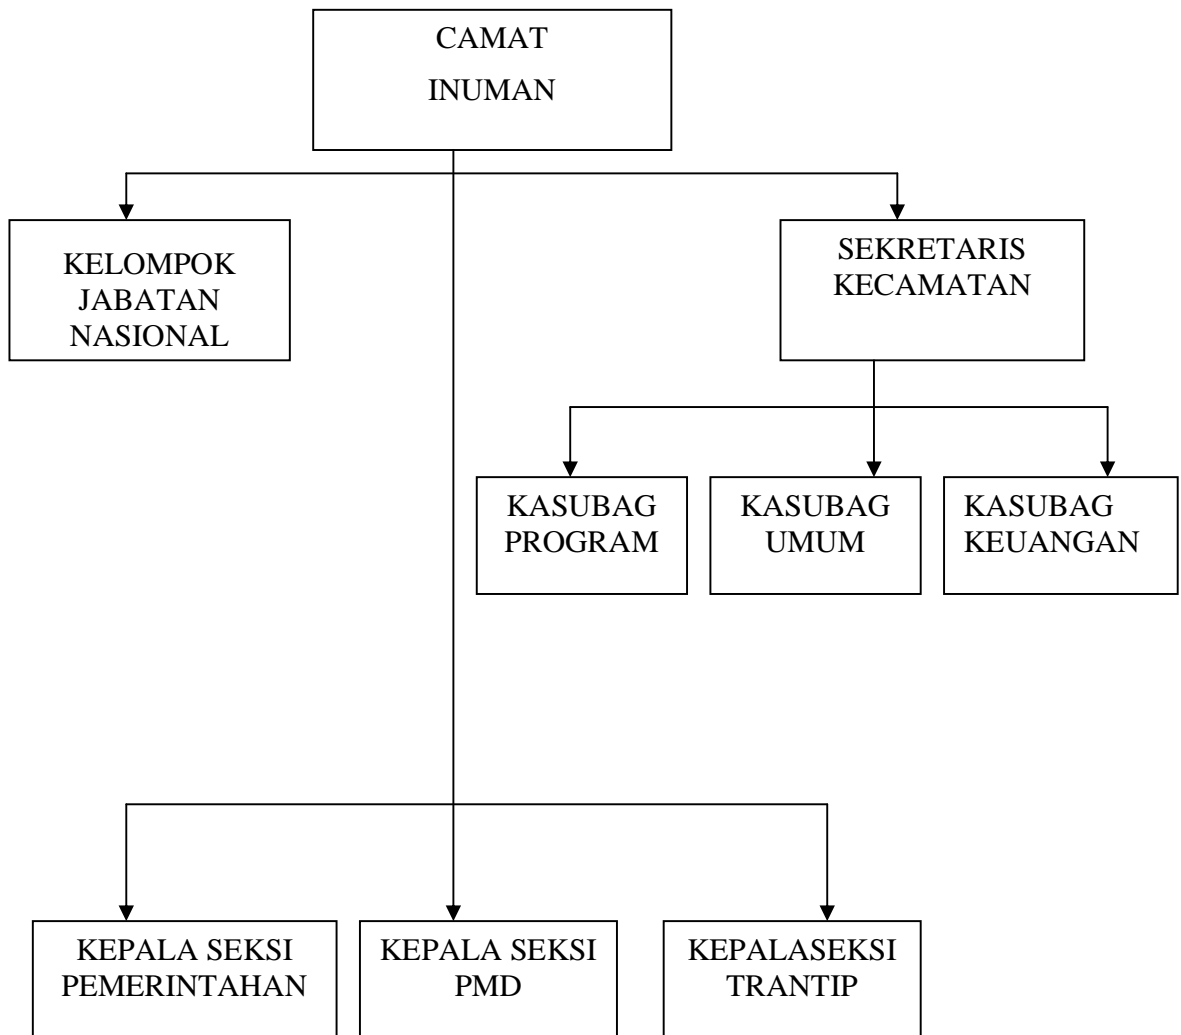 CAMAT
INUMAN
KELOMPOK
JABATAN
NASIONAL
SEKRETARIS
KECAMATAN
KASUBAG
PROGRAM
KASUBAG
UMUM
KASUBAG
KEUANGAN
KEPALA SEKSI
PEMERINTAHAN
KEPALA SEKSI
PMD
KEPALASEKSI
TRANTIP